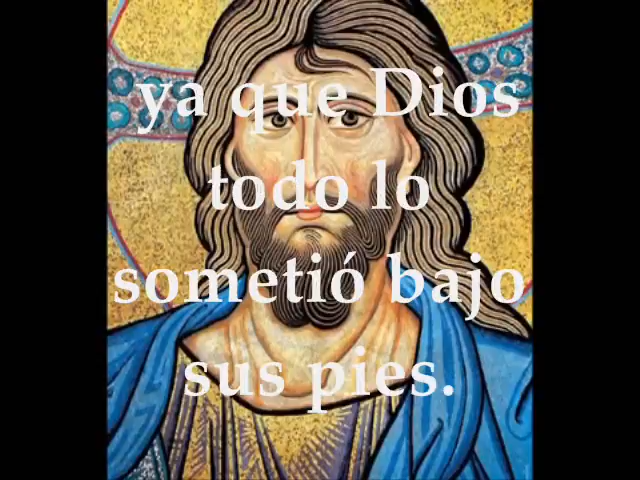 ya que Dios
todo lo
sometió bajo
sus pies.